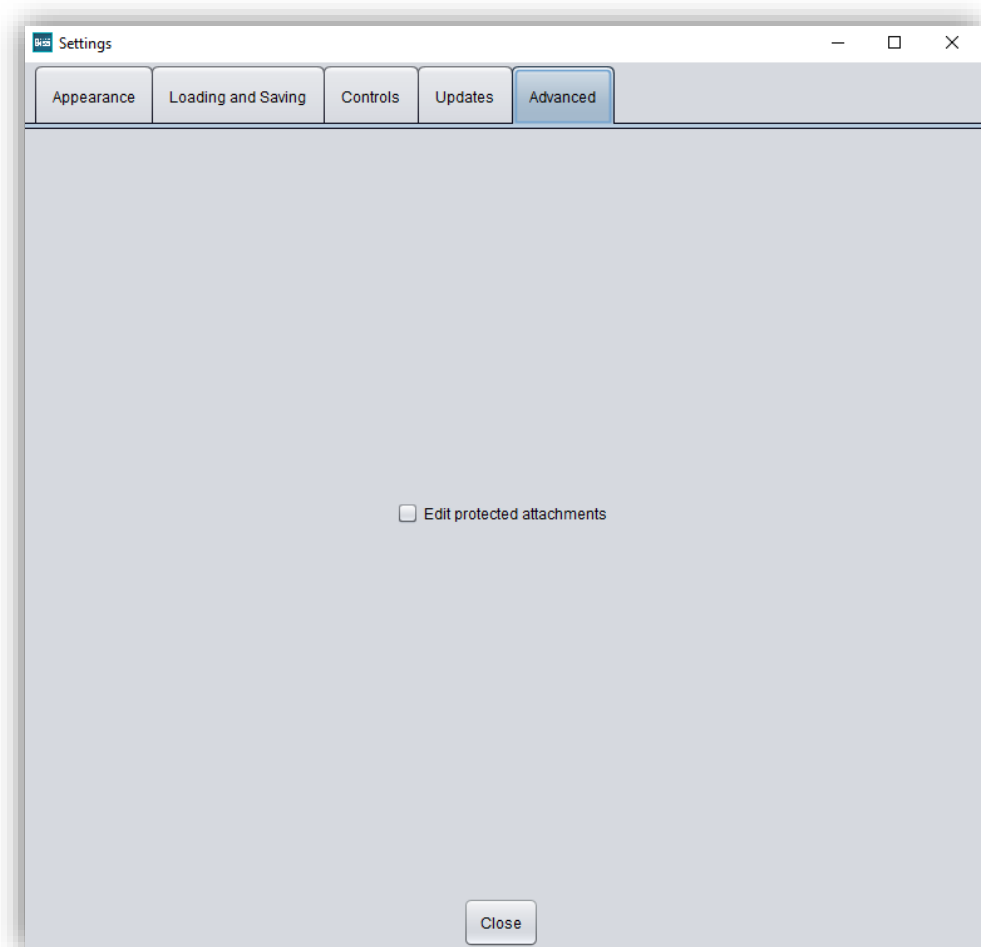 Settings
Appearance
Loading and Saving
Controls
Updates
Advanced
Edit protected attachments
Close